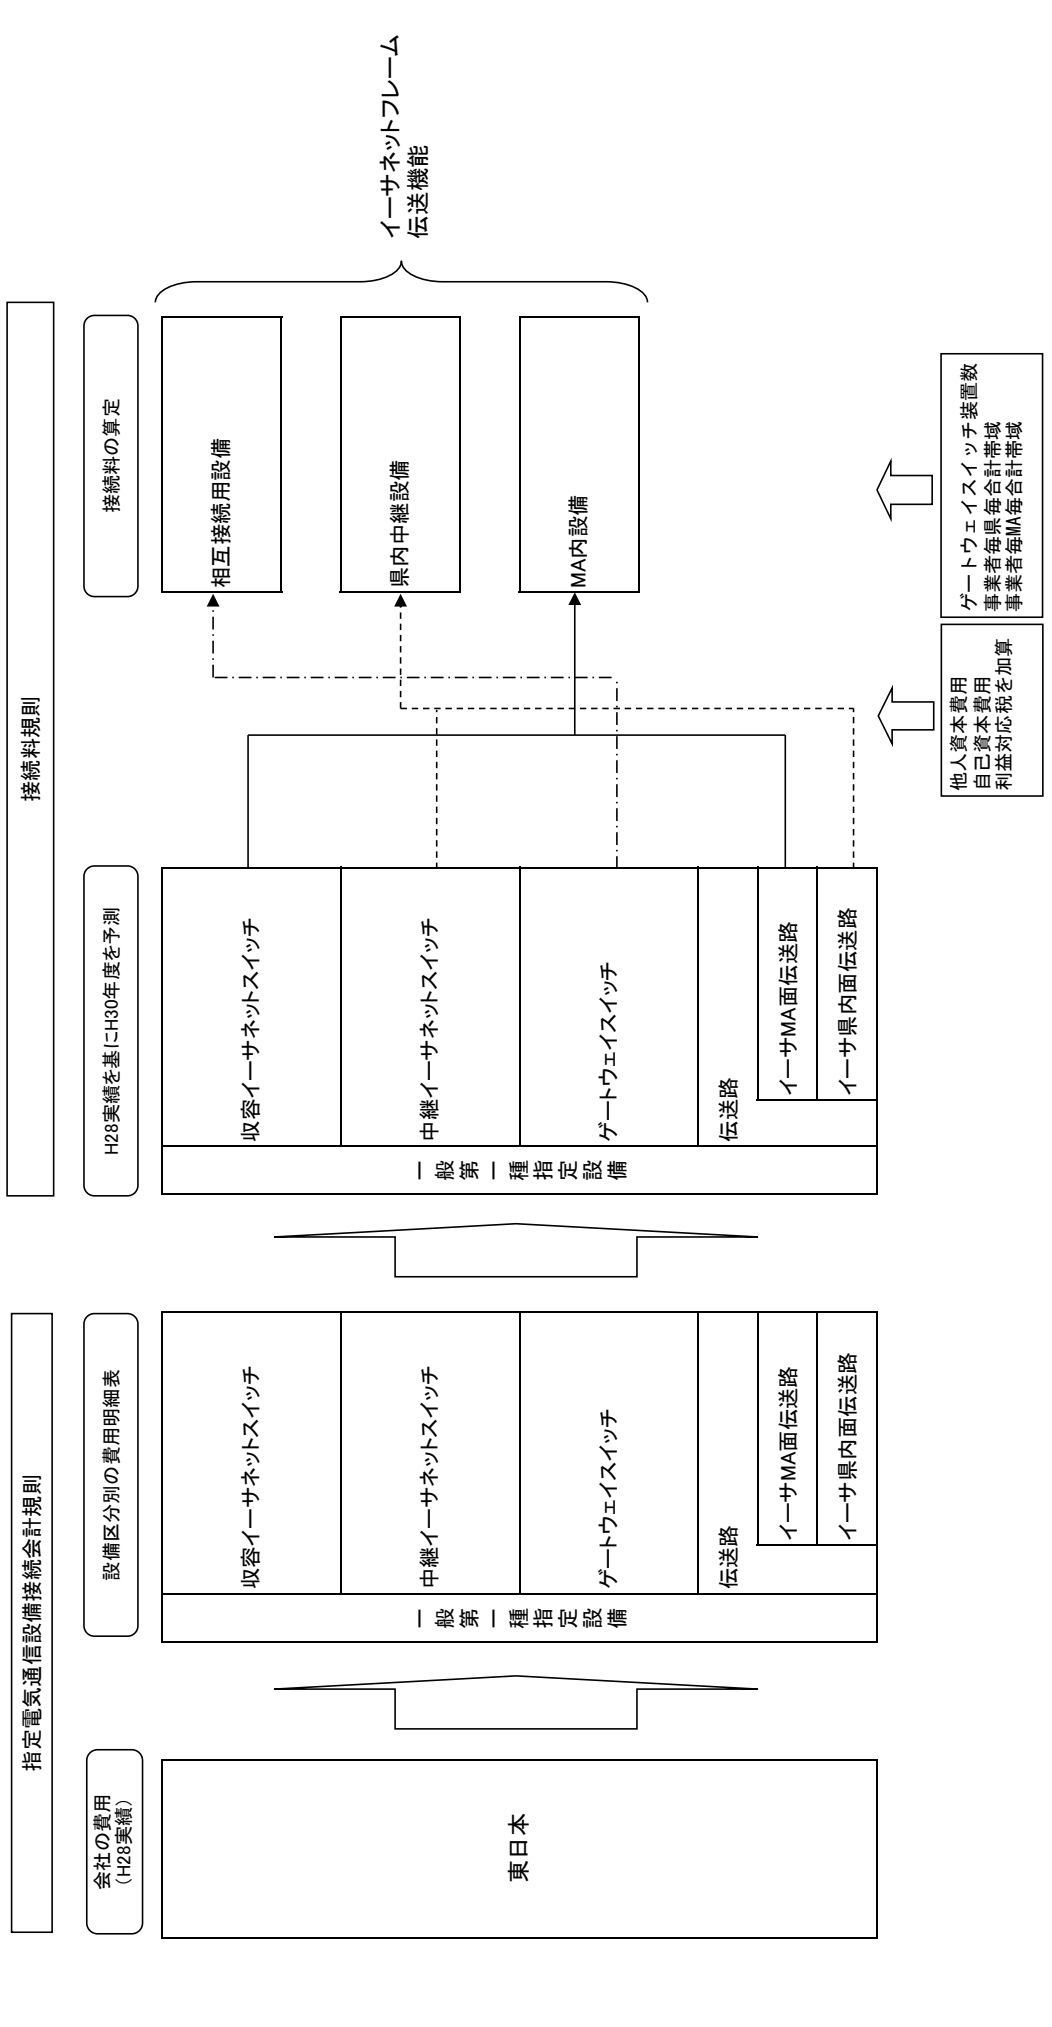 指定電気通信設備接続会計規則
接続料規則
会社の費用
（H28実績）
設備区分別の費用明細表
H28実績を基にH30年度を予測
接続料の算定
東日本
一般第一種指定設備
収容イーサネットスイッチ
中継イーサネットスイッチ
ゲートウェイスイッチ
伝送路
イーサMA面伝送路
イーサ県内面伝送路
一般第一種指定設備
収容イーサネットスイッチ
中継イーサネットスイッチ
ゲートウェイスイッチ
伝送路
イーサMA面伝送路
イーサ県内面伝送路
相互接続用設備
県内中継設備
MA内設備
イーサネットフレーム
伝送機能
他人資本費用
自己資本費用
利益対応税を加算
ゲートウェイスイッチ装置数
事業者毎県毎合計帯域
事業者毎MA毎合計帯域